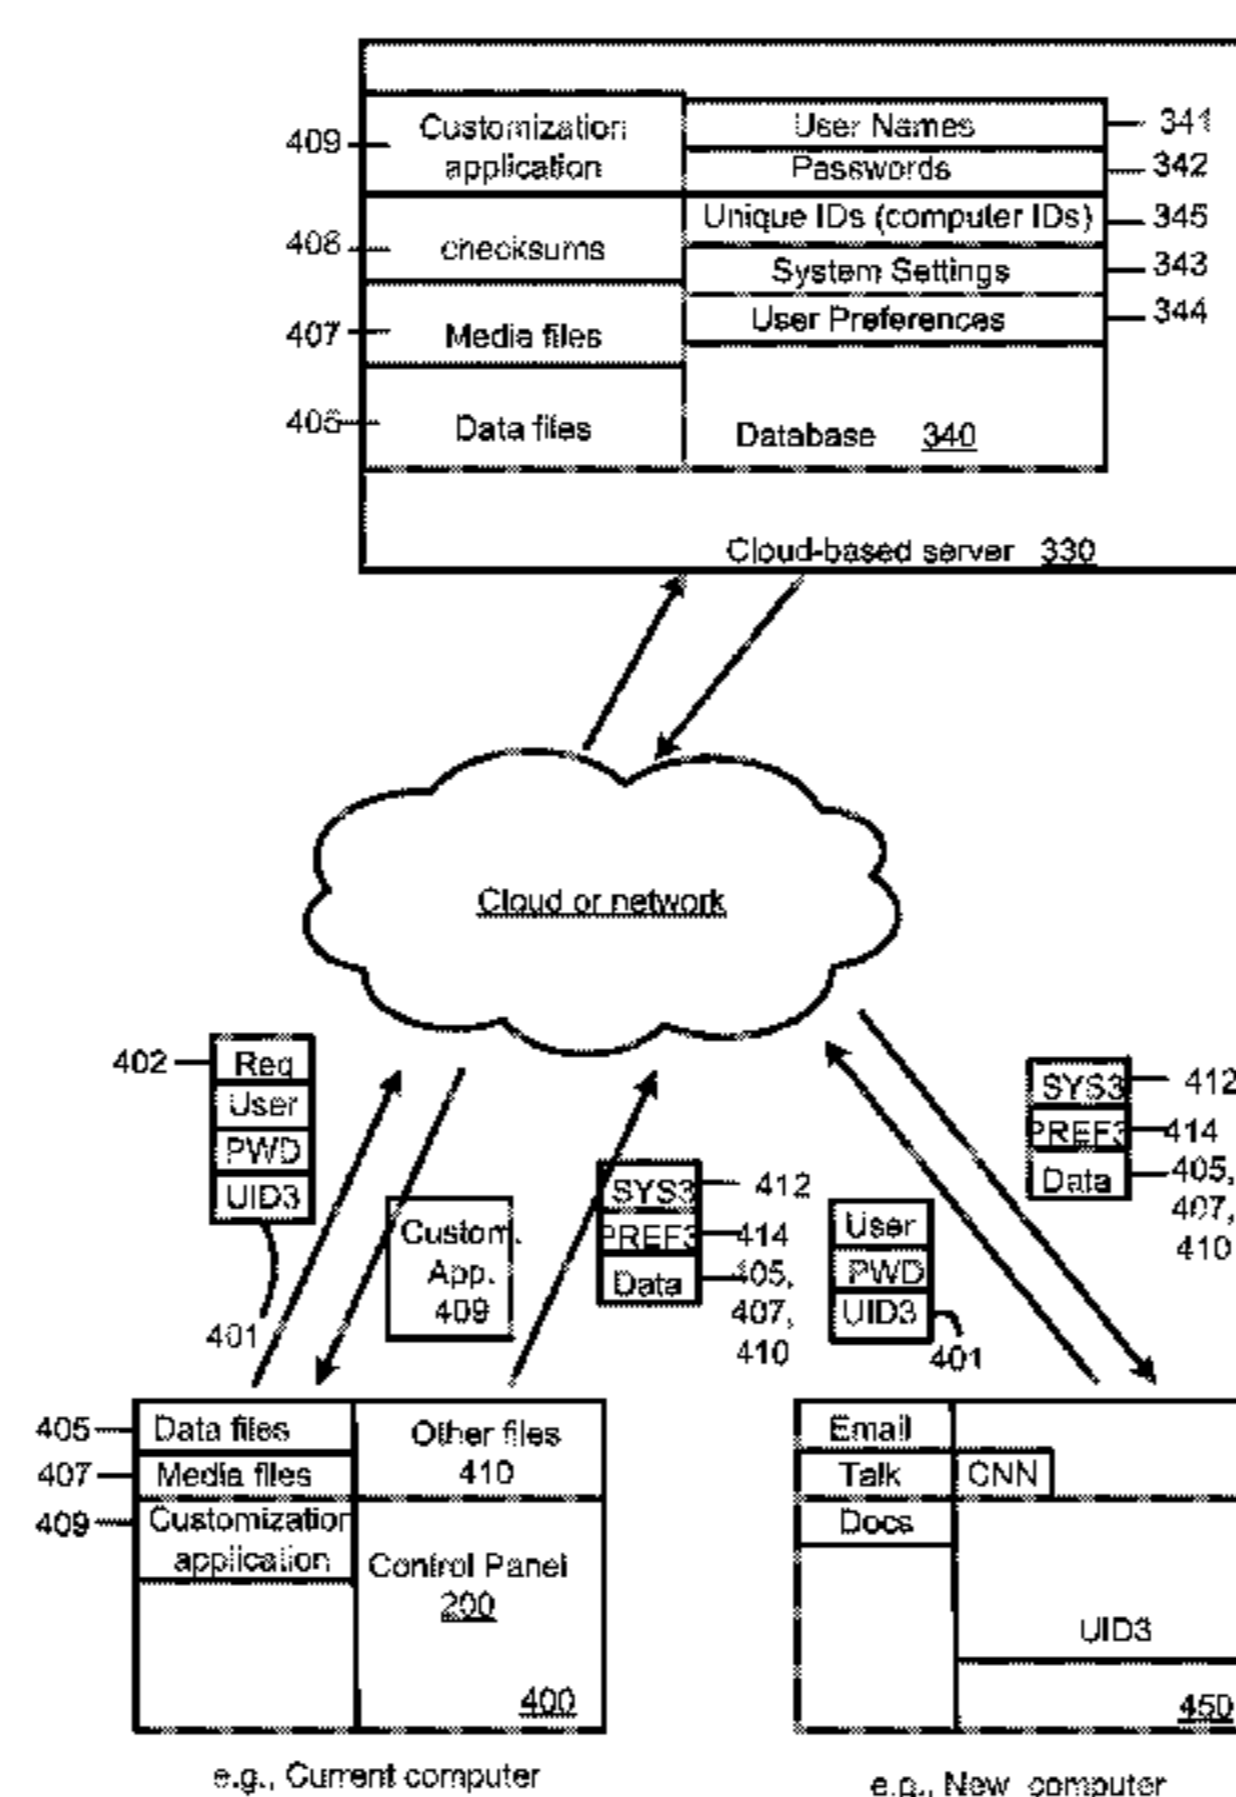 409
Customization
application
User Names
341
Passwords
342
Unique IDs (computer IDs)
345
408
checksums
System Settings
343
User Preferences
344
407
Media files
Data files
Database 340
Cloud-based server 330
Cloud or network
402
Req
User
PWD
UID3
401
Custom.
App.
409
SYS3
412
PREF3
414
Data
405,
407,
410
User
PWD
UID3
401
SYS3
412
PREF3
414
Data
405,
407,
410
405
Data files
407
Media files
409
Customization
application
Other files
410
Control Panel
200
400
e.g., Current computer
Email
Talk
CNN
Docs
UID3
450
e.g., New computer